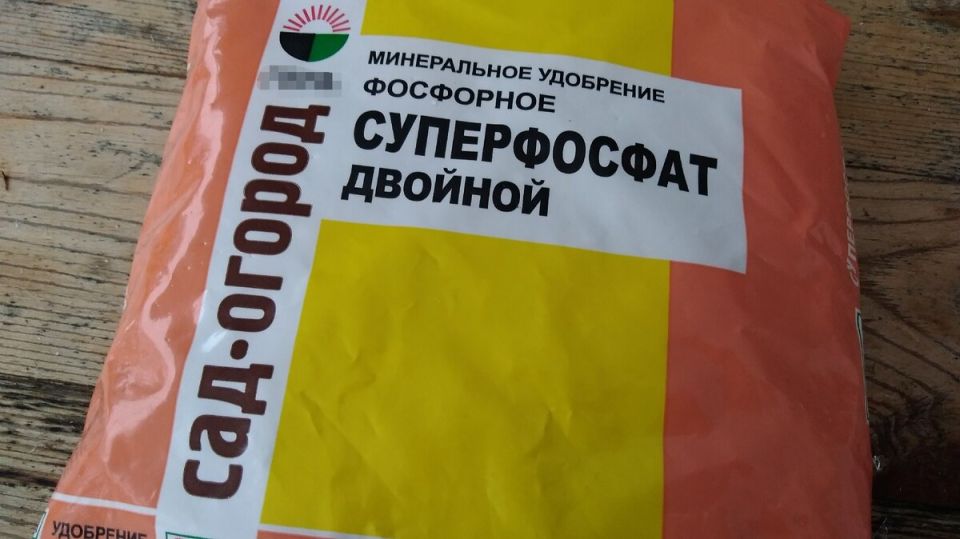 МИНЕРАЛЬНОЕ УДОБРЕНИЕ
ФОСФОРНОЕ
СУПЕРФОСФАТ
ДВОЙНОЙ
сад·огород
УДОБРЕНИЕ